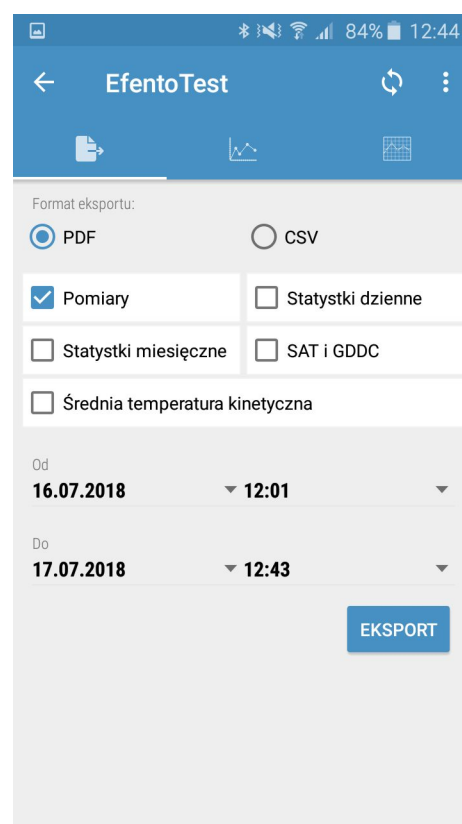 84% 12:44
EfentoTest
Format eksportu:
PDF CSV
Pomiary Statystki dzienne
Statystki miesięczne SAT i GDDC
Średnia temperatura kinetyczna
Od
16.07.2018 12:01
Do
17.07.2018 12:43
EKSPORT